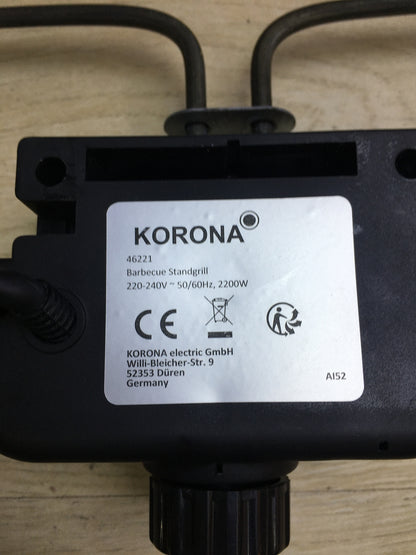 KORONA
46221
Barbecue Standgrill
220-240V ~ 50/60Hz, 2200W
CE
KORONA electric GmbH
Willi-Bleicher-Str. 9
52353 Düren
Germany
AI52